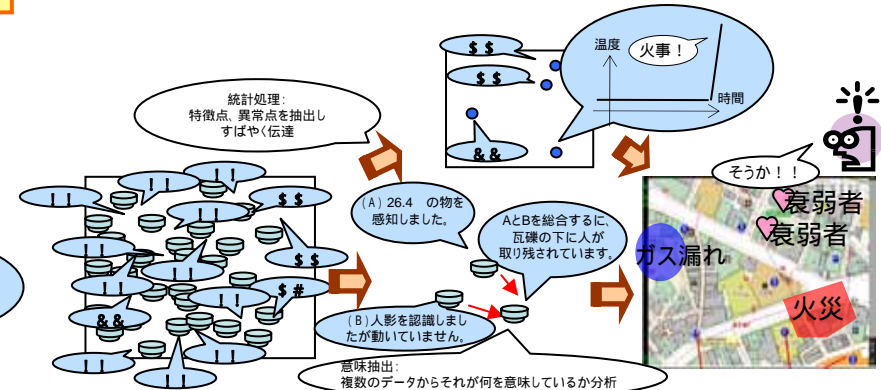 $ $
$ $
& &
温度
火事！
時間
統計処理：
特徴点、異常点を抽出し
すばやく伝達
! !
! !
! !
! !
$ $
! !
! !
$ $
! !
! !
$ #
& &
! !
! !
! !
(A) 26.4　の物を
感知しました。
AとBを総合するに、
瓦礫の下に人が
取り残されています。
(B)人影を認識しまし
たが動いていません。
意味抽出：
複数のデータからそれが何を意味しているか分析
そうか！！
衰弱者
衰弱者
ガス漏れ
火災